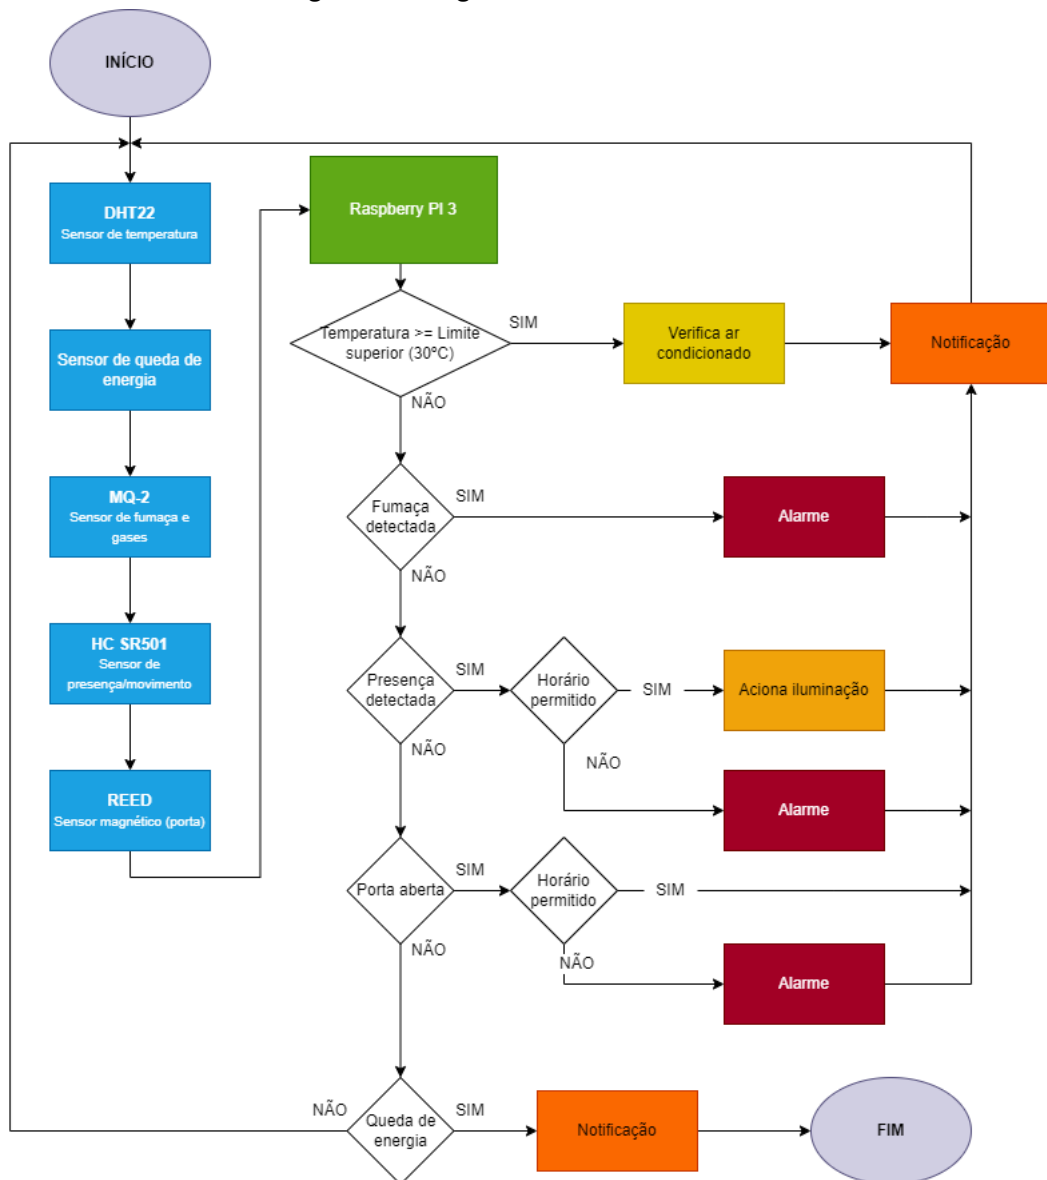 INÍCIO
DHT22
Sensor de temperatura
Sensor de queda de
energia
MQ-2
Sensor de fumaça e
gases
HC SR501
Sensor de
presença/movimento
REED
Sensor magnético (porta)
Raspberry PI 3
Temperatura >= Limite
superior (30ºC)
SIM
Verifica ar
condicionado
Notificação
NÃO
Fumaça
detectada
SIM
Alarme
NÃO
Presença
detectada
SIM
Horário
permitido
SIM
Aciona iluminação
NÃO
NÃO
Alarme
Porta aberta
SIM
Horário
permitido
SIM
NÃO
NÃO
Alarme
NÃO
Queda de
energia
SIM
Notificação
FIM